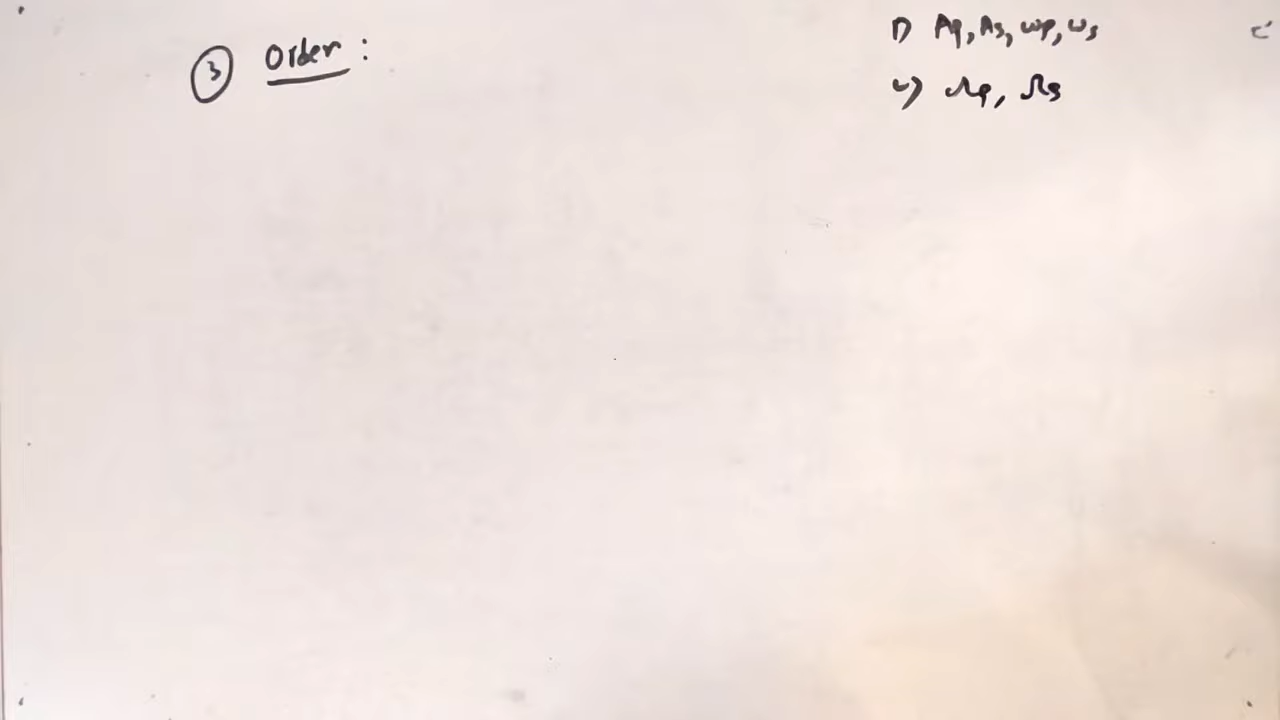 ③ Order :
1) Ap, As, ωp, ωs
2) Ωp, Ωs